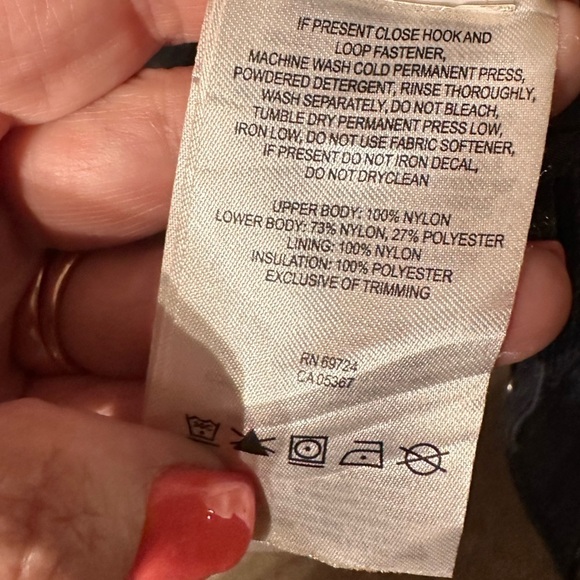 IF PRESENT CLOSE HOOK AND
LOOP FASTENER,
MACHINE WASH COLD PERMANENT PRESS,
POWDERED DETERGENT, RINSE THOROUGHLY,
WASH SEPARATELY, DO NOT BLEACH,
TUMBLE DRY PERMANENT PRESS LOW,
IRON LOW, DO NOT USE FABRIC SOFTENER,
IF PRESENT DO NOT IRON DECAL,
DO NOT DRYCLEAN
UPPER BODY: 100% NYLON
LOWER BODY: 73% NYLON, 27% POLYESTER
LINING: 100% NYLON
INSULATION: 100% POLYESTER
EXCLUSIVE OF TRIMMING
RN 69724
CA 05367